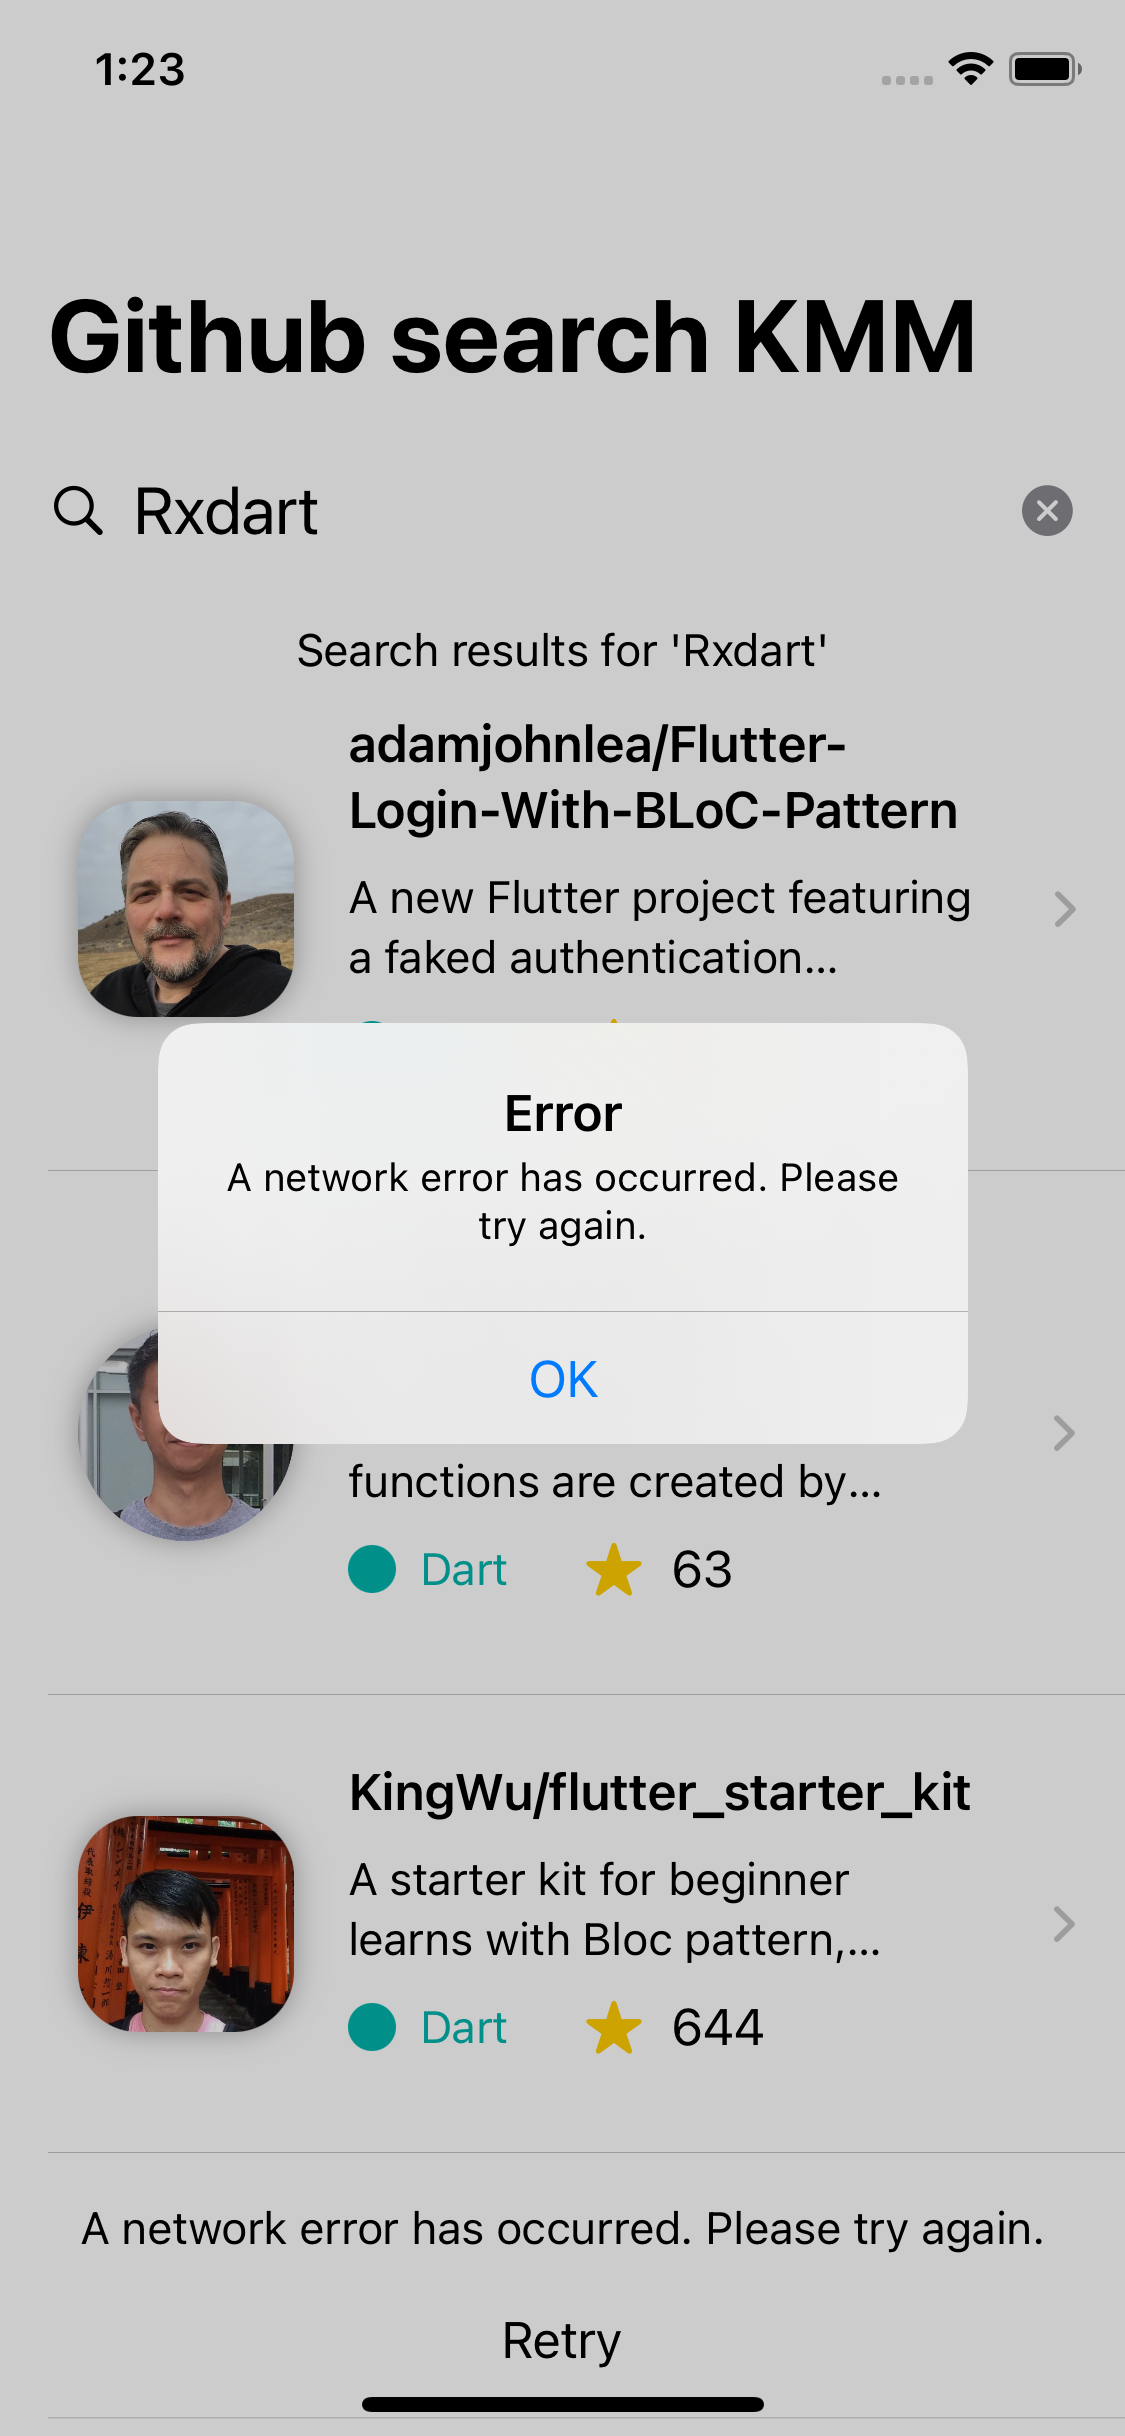 1:23
Github search KMM
Rxdart
Search results for 'Rxdart'
adamjohnlea/Flutter-
Login-With-BLoC-Pattern
A new Flutter project featuring
a faked authentication...
Error
A network error has occurred. Please
try again.
OK
functions are created by...
Dart 63
KingWu/flutter_starter_kit
A starter kit for beginner
learns with Bloc pattern,...
Dart 644
A network error has occurred. Please try again.
Retry